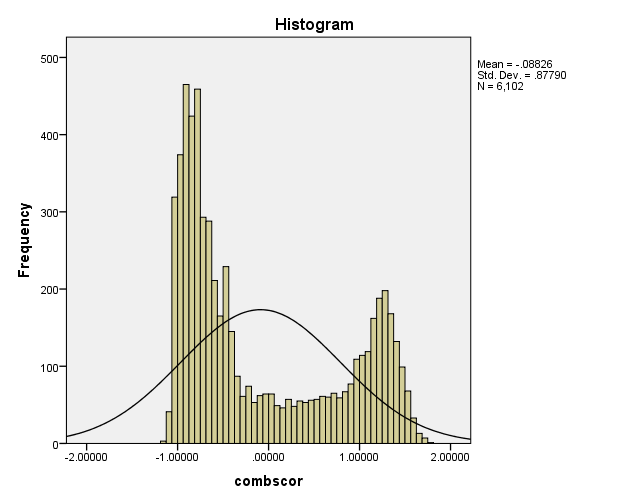 Histogram
Mean = -.08826
Std. Dev. = .87790
N = 6,102
500
400
300
200
100
0
Frequency
-2.00000 -1.00000 .00000 1.00000 2.00000
combscor